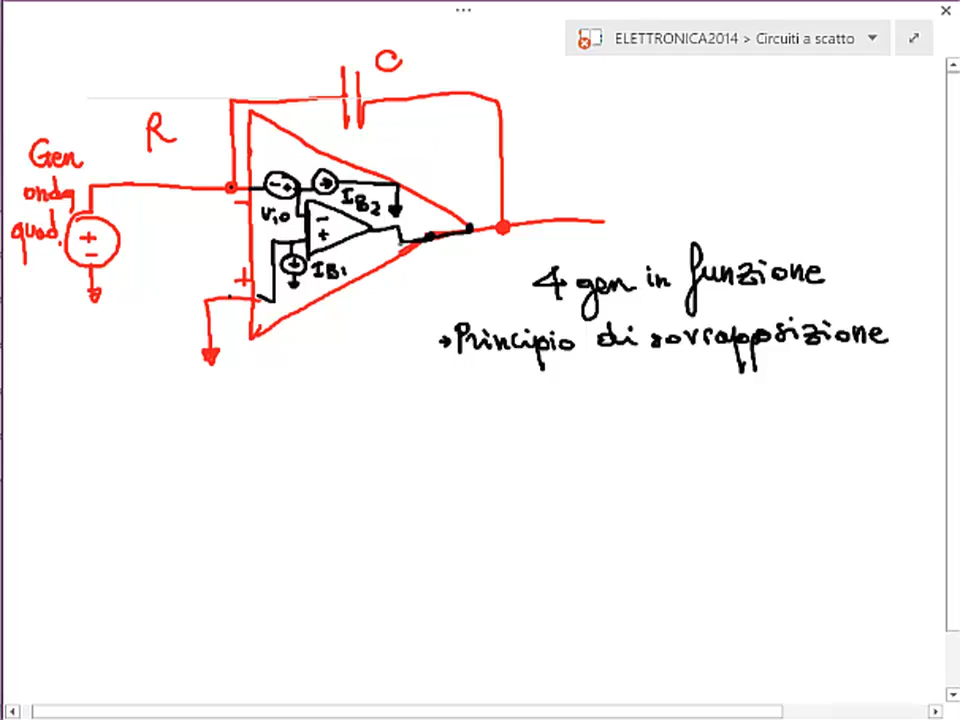 ELETTRONICA2014 > Circuiti a scatto
C
R
Gen
onda
quad.
+
-
-
+
- +
IB2
Vio
-
+
IB1
4 gen in funzione
→ Principio di sovrapposizione